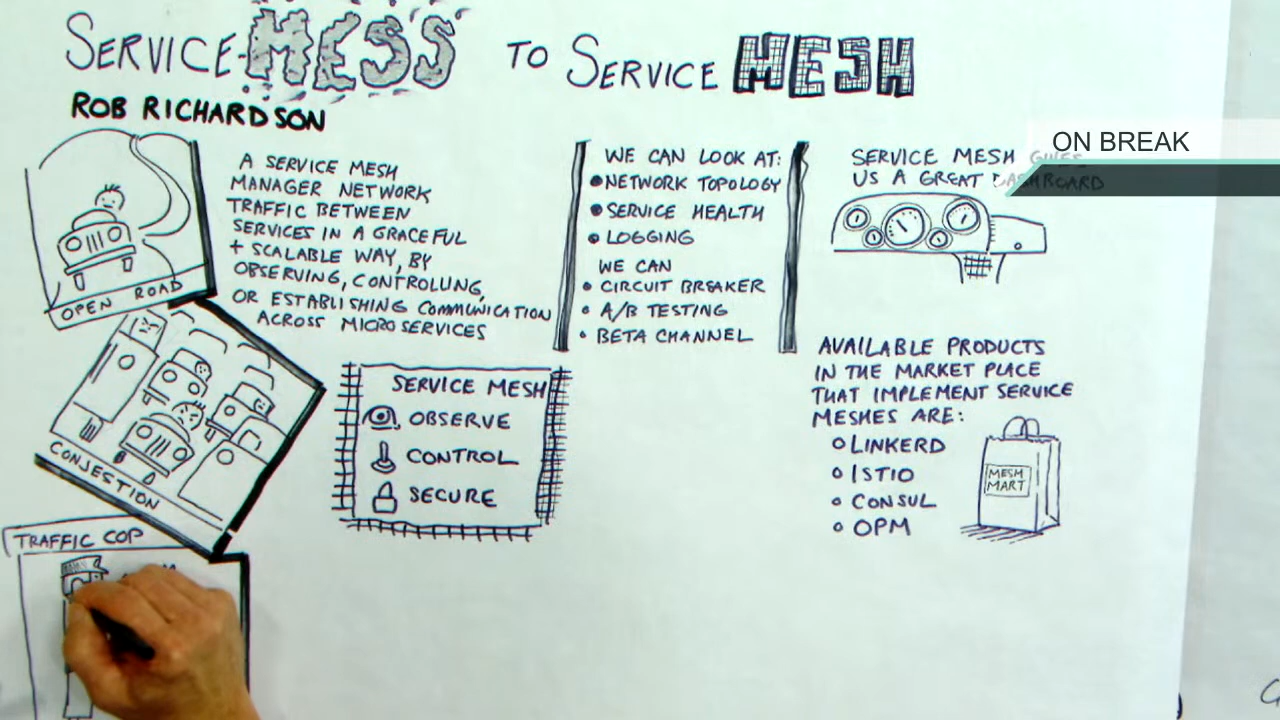 SERVICE MESS TO SERVICE MESH
ROB RICHARDSON
OPEN ROAD
A SERVICE MESH
MANAGER NETWORK
TRAFFIC BETWEEN
SERVICES IN A GRACEFUL
+ SCALABLE WAY, BY
OBSERVING, CONTROLLING,
OR ESTABLISHING COMMUNICATION
ACROSS MICROSERVICES
CONJESTION
TRAFFIC COP
SERVICE MESH
OBSERVE
CONTROL
SECURE
WE CAN LOOK AT:
• NETWORK TOPOLOGY
• SERVICE HEALTH
• LOGGING
WE CAN
• CIRCUIT BREAKER
• A/B TESTING
• BETA CHANNEL
ON BREAK
SERVICE MESH GIVES
US A GREAT DASHBOARD
AVAILABLE PRODUCTS
IN THE MARKET PLACE
THAT IMPLEMENT SERVICE
MESHES ARE:
o LINKERD
o ISTIO
o CONSUL
o OPM
MESH
MART